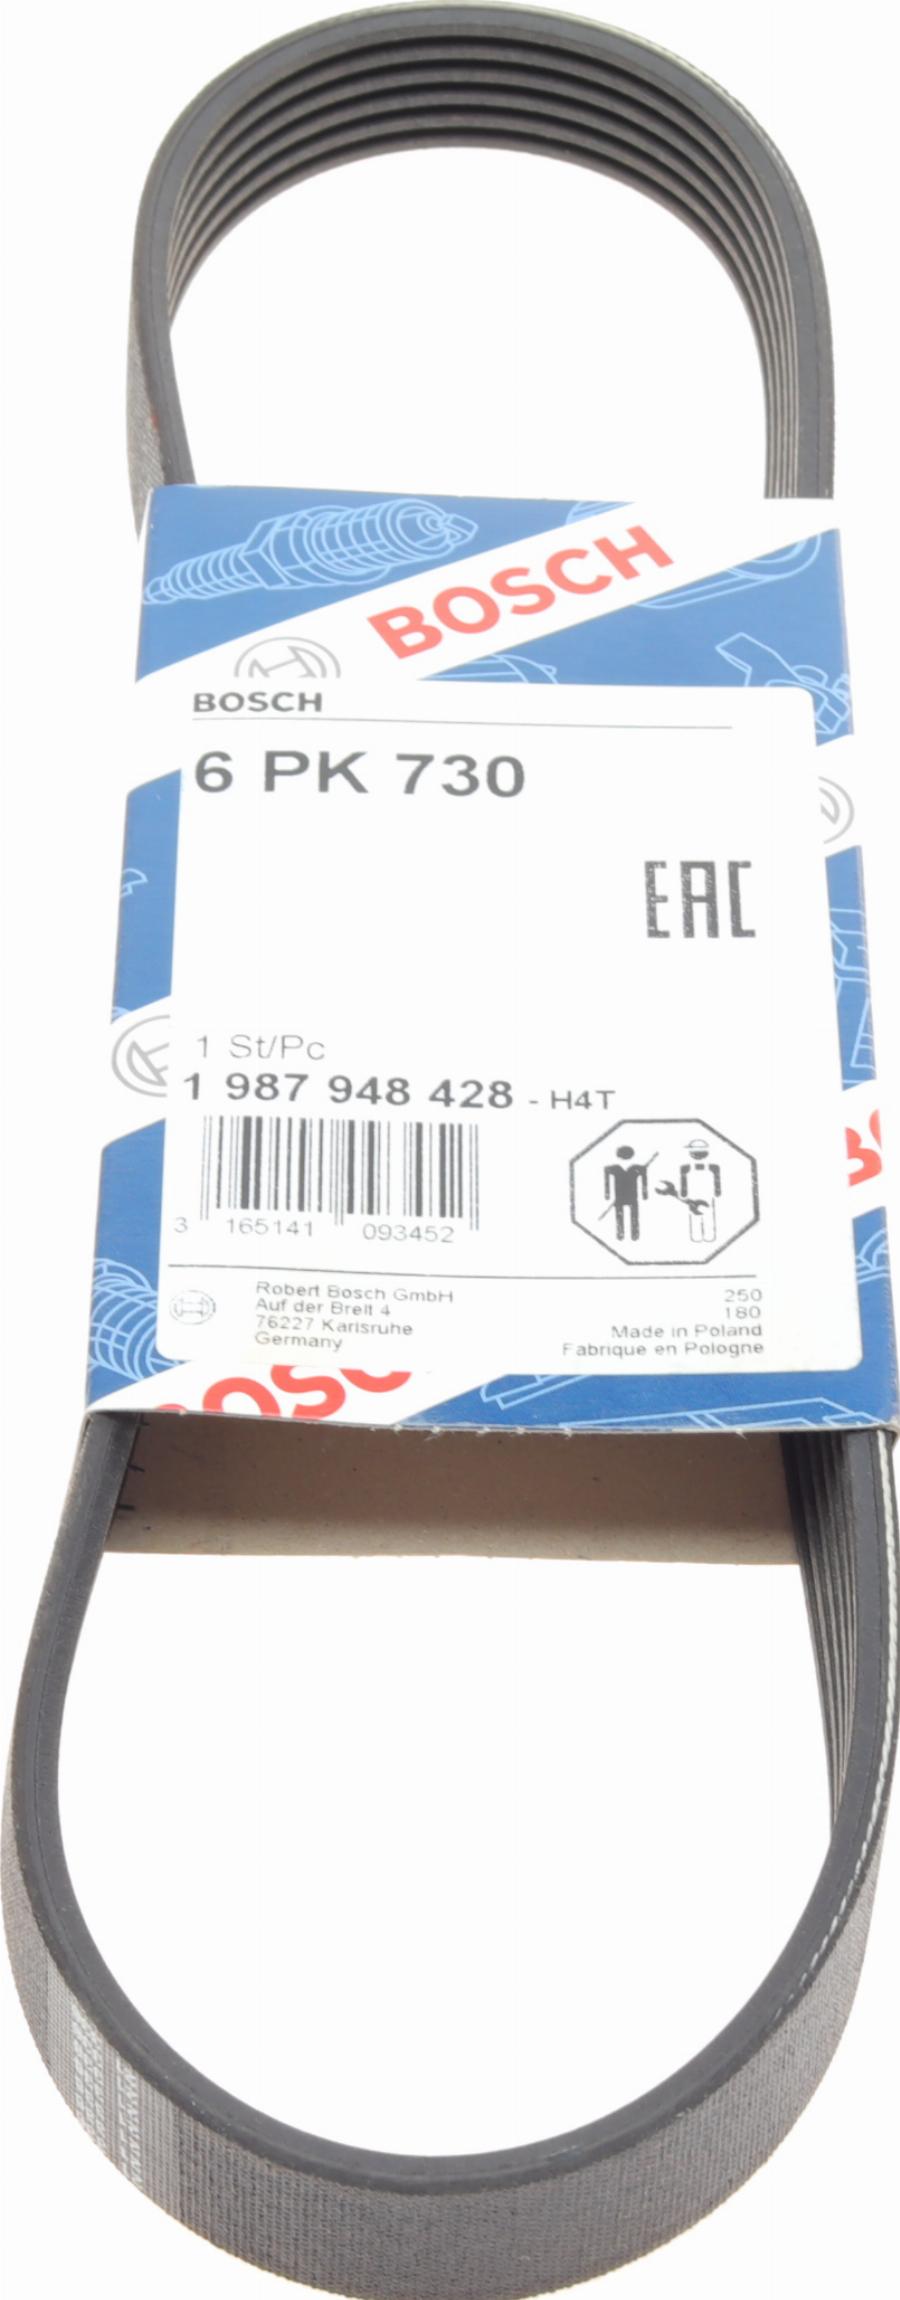 BOSCH
BOSCH
6 PK 730
EAC
1 St/Pc
1 987 948 428 - H4T
3 165141 093452
Robert Bosch GmbH
Auf der Breit 4
76227 Karlsruhe
Germany
250
180
Made in Poland
Fabriqué en Pologne